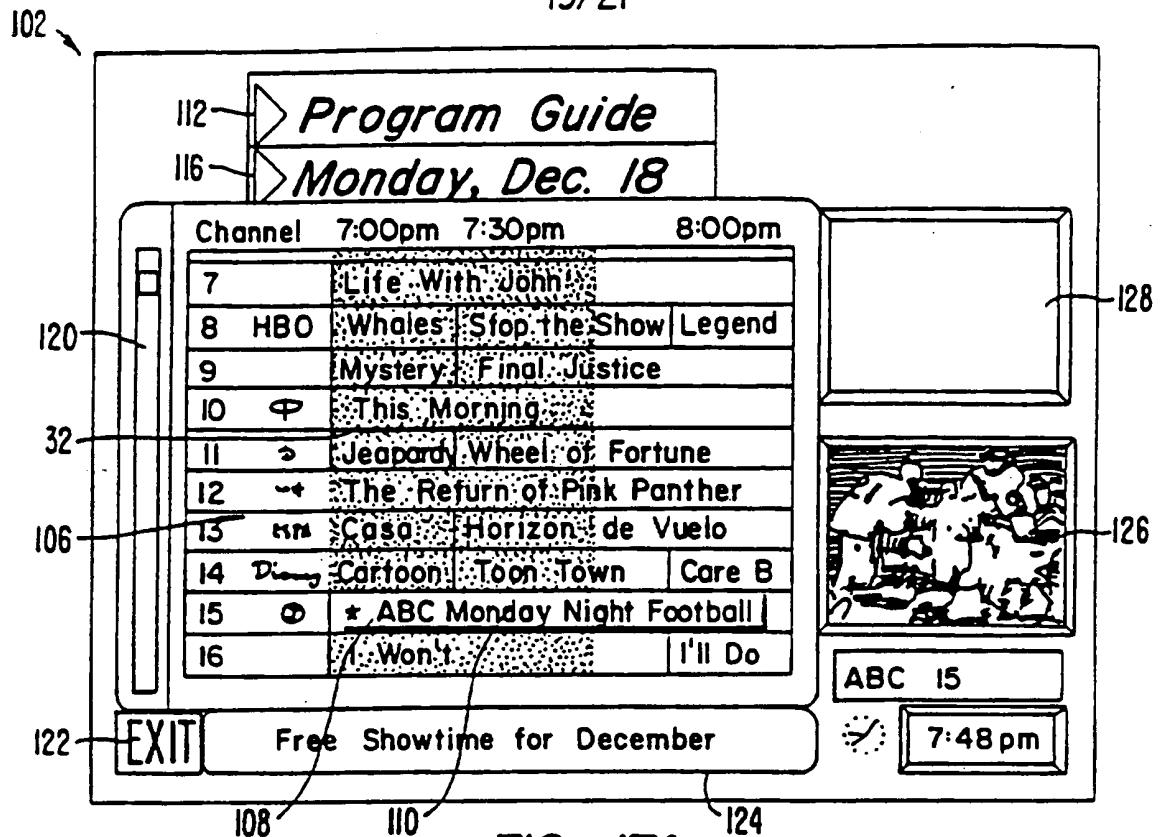 102
112 Program Guide
116 Monday, Dec. 18
Channel 7:00pm 7:30pm 8:00pm
7 Life With John
120 8 HBO Whales Stop the Show Legend 128
9 Mystery Final Justice
10 This Morning
32
11 Jeapardy Wheel of Fortune
12 The Return of Pink Panther
106 13 Casa Horizon de Vuelo 126
14 Disney Cartoon Toon Town Care B
15 * ABC Monday Night Football
16 I Won't I'll Do
ABC 15
122 EXIT Free Showtime for December 7:48pm
108 110 124